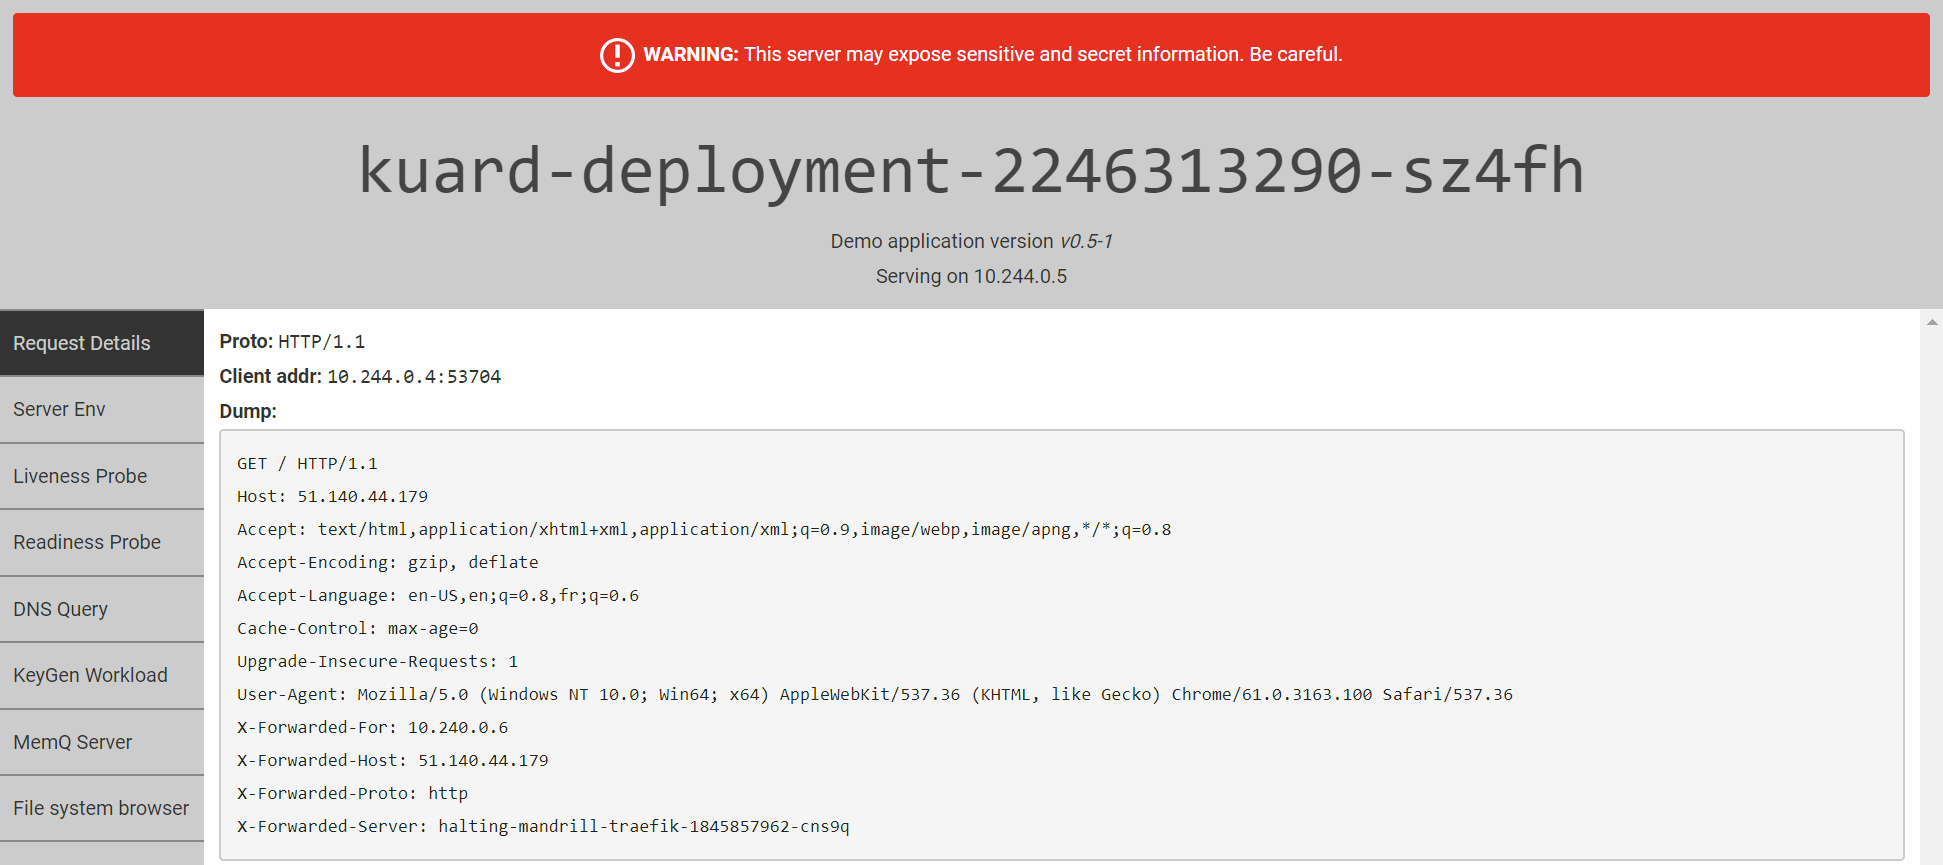 WARNING: This server may expose sensitive and secret information. Be careful.
kuard-deployment-2246313290-sz4fh
Demo application version v0.5-1
Serving on 10.244.0.5
Request Details
Server Env
Liveness Probe
Readiness Probe
DNS Query
KeyGen Workload
MemQ Server
File system browser
Proto: HTTP/1.1
Client addr: 10.244.0.4:53704
Dump:
GET / HTTP/1.1
Host: 51.140.44.179
Accept: text/html,application/xhtml+xml,application/xml;q=0.9,image/webp,image/apng,*/*;q=0.8
Accept-Encoding: gzip, deflate
Accept-Language: en-US,en;q=0.8,fr;q=0.6
Cache-Control: max-age=0
Upgrade-Insecure-Requests: 1
User-Agent: Mozilla/5.0 (Windows NT 10.0; Win64; x64) AppleWebKit/537.36 (KHTML, like Gecko) Chrome/61.0.3163.100 Safari/537.36
X-Forwarded-For: 10.240.0.6
X-Forwarded-Host: 51.140.44.179
X-Forwarded-Proto: http
X-Forwarded-Server: halting-mandrill-traefik-1845857962-cns9q